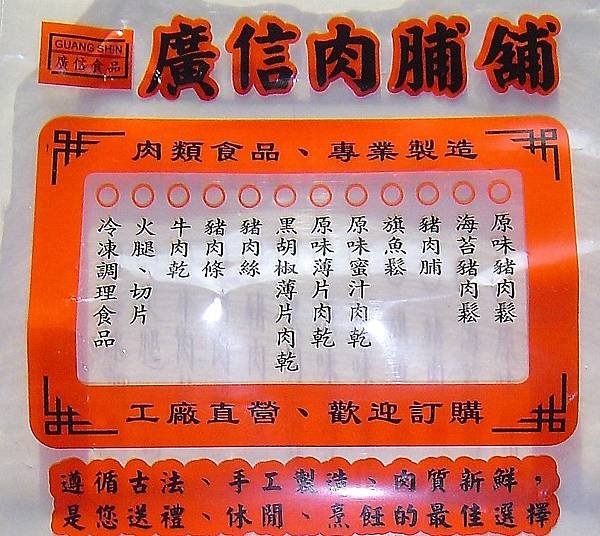 GUANG SHIN
廣信食品
廣信肉脯舖
肉類食品、專業製造
原味豬肉鬆
海苔豬肉鬆
豬肉脯
旗魚鬆
原味蜜汁肉乾
原味薄片肉乾
黑胡椒薄片肉乾
豬肉絲
豬肉條
牛肉乾
火腿、切片
冷凍調理食品
工廠直營、歡迎訂購
遵循古法、手工製造、肉質新鮮，
是您送禮、休閒、烹飪的最佳選擇